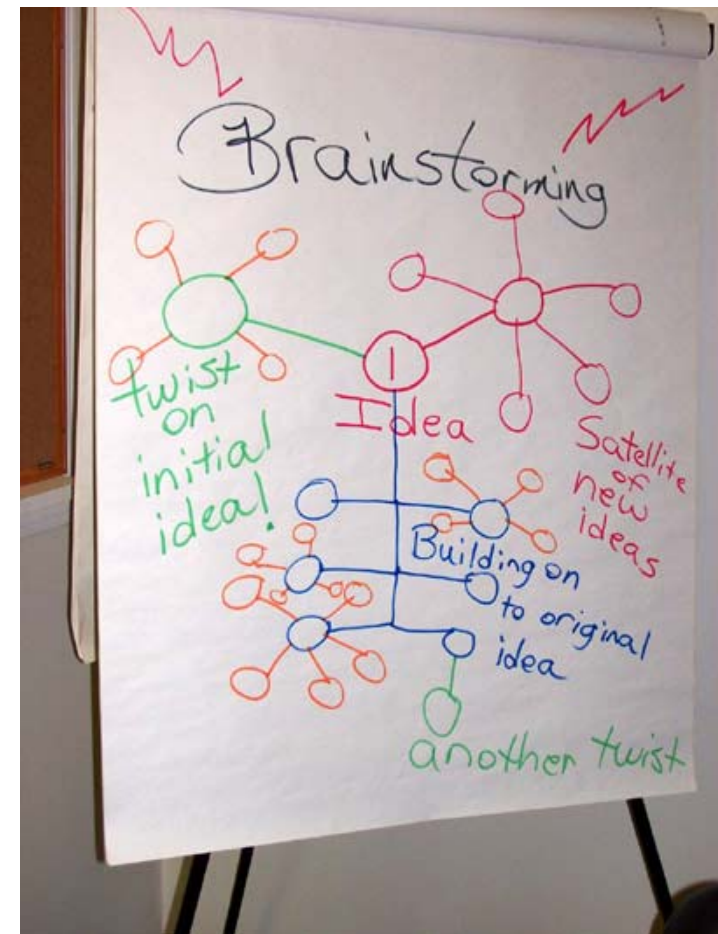 Brainstorming
twist
on
initial
idea!
1
Idea
Satellite
of
new
ideas
Building on
to original
idea
another twist